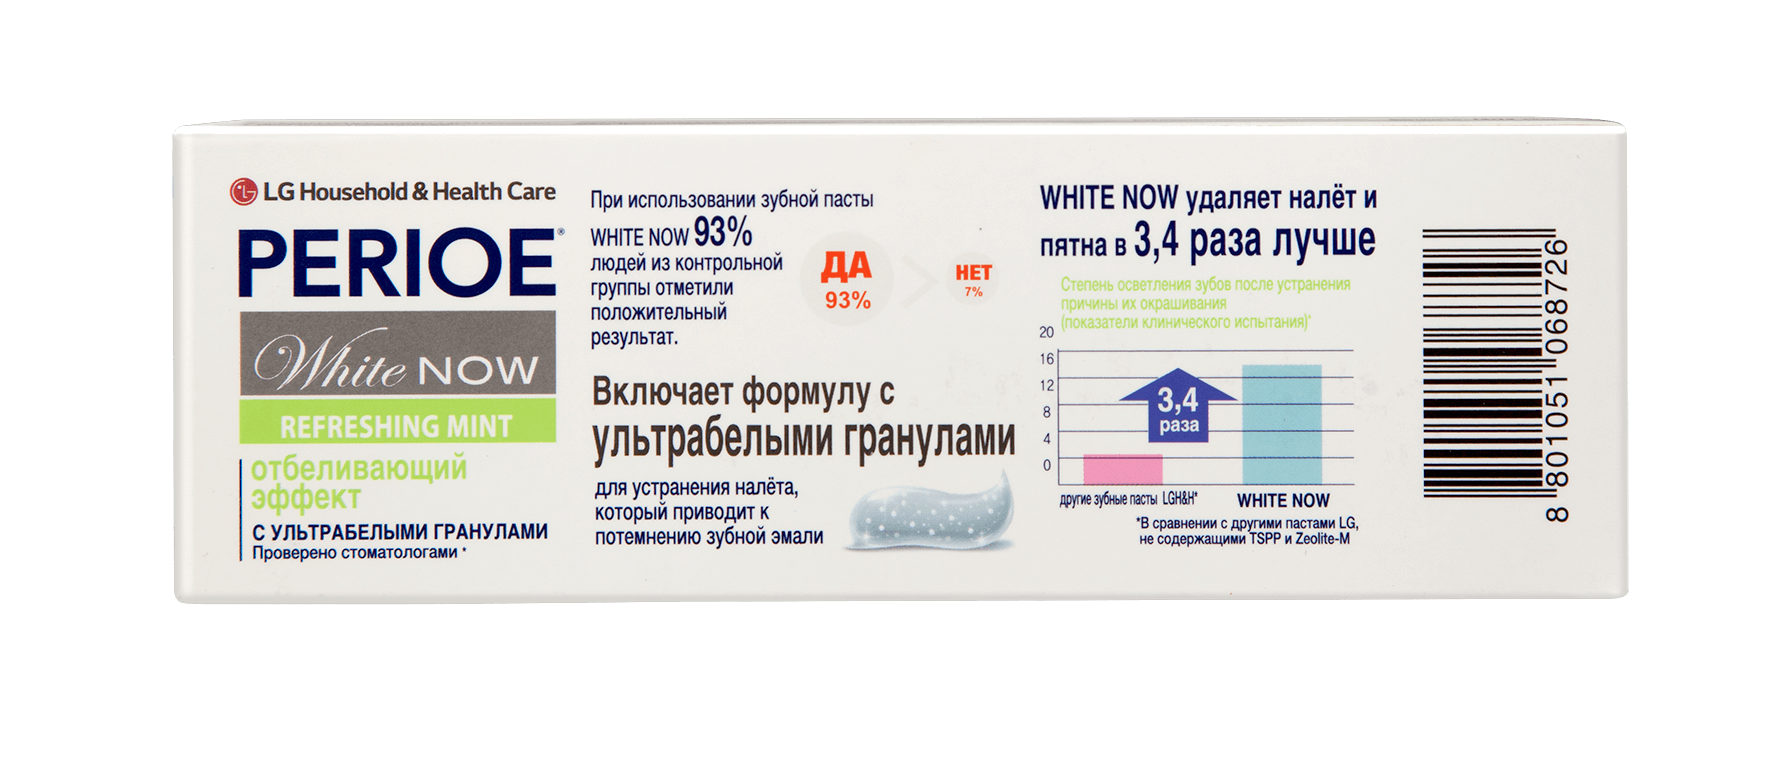 LG Household & Health Care
PERIOE®
White NOW
REFRESHING MINT
отбеливающий
эффект
С УЛЬТРАБЕЛЫМИ ГРАНУЛАМИ
Проверено стоматологами *
При использовании зубной пасты
WHITE NOW 93%
людей из контрольной
группы отметили
положительный
результат.
ДА
93%
НЕТ
7%
Включает формулу с
ультрабелыми гранулами
для устранения налёта,
который приводит к
потемнению зубной эмали
WHITE NOW удаляет налёт и
пятна в 3,4 раза лучше
Степень осветления зубов после устранения
причины их окрашивания
(показатели клинического испытания)*
20
16
12
8
4
0
3,4
раза
другие зубные пасты LGH&H*
WHITE NOW
*В сравнении с другими пастами LG,
не содержащими TSPP и Zeolite-M
8 801051 068726